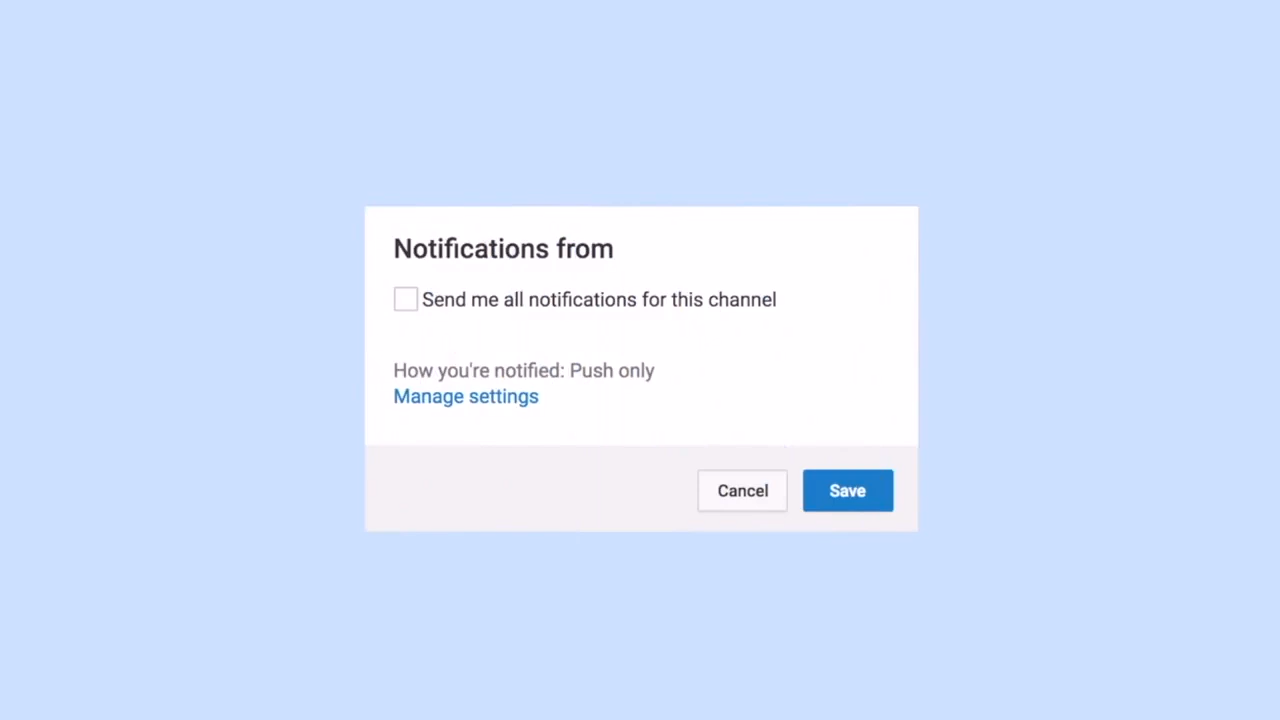 Notifications from
Send me all notifications for this channel
How you're notified: Push only
Manage settings
Cancel
Save